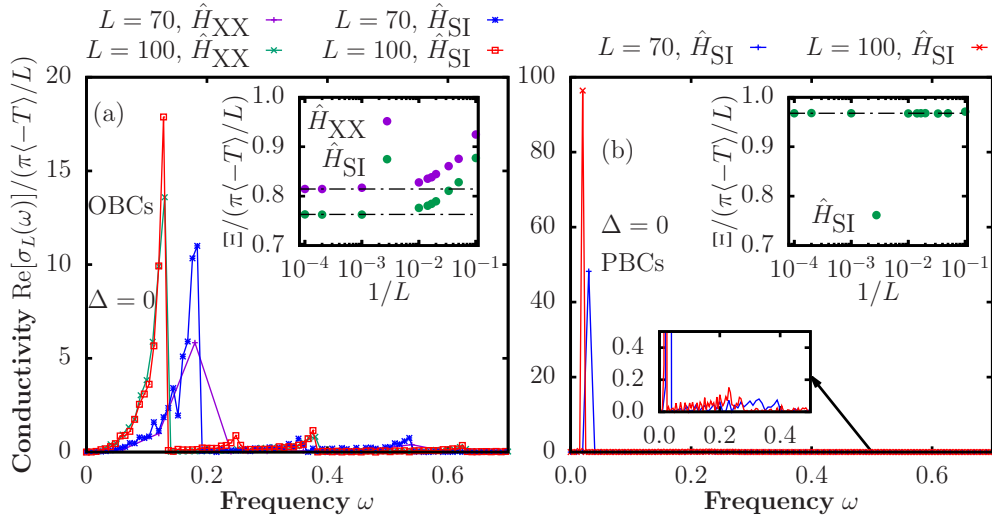 L = 70, Ĥ_XX L = 70, Ĥ_SI
L = 100, Ĥ_XX L = 100, Ĥ_SI
L = 70, Ĥ_SI L = 100, Ĥ_SI
Conductivity Re[σ_L(ω)]/(π⟨−T⟩/L)
20
15
10
5
0
(a)
OBCs
Δ = 0
0.0 0.2 0.4 0.6
Frequency ω
Ξ/(π⟨−T⟩/L)
1.0
0.9
0.8
0.7
Ĥ_XX
Ĥ_SI
10^−4 10^−3 10^−2 10^−1
1/L
100
80
60
40
20
0
(b)
Δ = 0
PBCs
0.0 0.2 0.4 0.6
Frequency ω
Ξ/(π⟨−T⟩/L)
1.0
0.9
0.8
0.7
Ĥ_SI
10^−4 10^−3 10^−2 10^−1
1/L
0.4
0.2
0.0
0.0 0.2 0.4